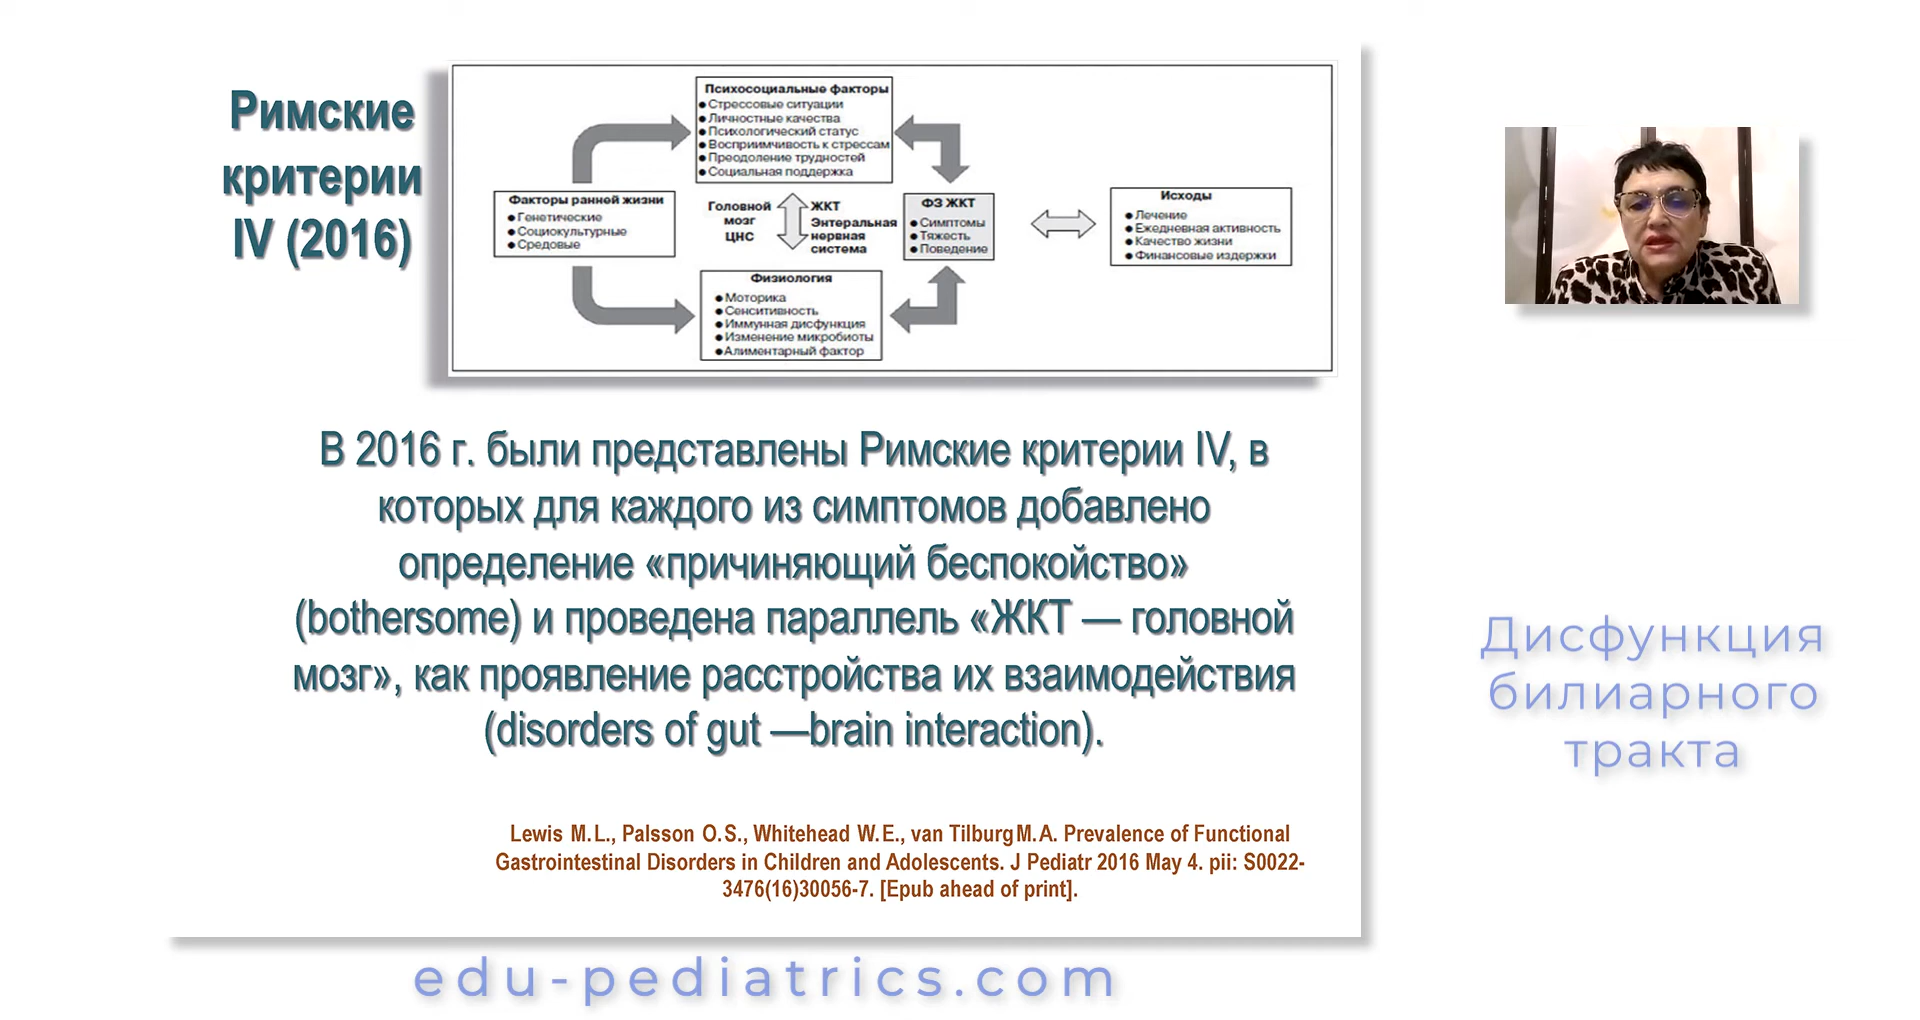 Римские
критерии
IV (2016)
Психосоциальные факторы
● Стрессовые ситуации
● Личностные качества
● Психологический статус
● Восприимчивость к стрессам
● Преодоление трудностей
● Социальная поддержка
Факторы ранней жизни
● Генетические
● Социокультурные
● Средовые
Головной
мозг
ЦНС
ЖКТ
Энтеральная
нервная
система
ФЗ ЖКТ
● Симптомы
● Тяжесть
● Поведение
Исходы
● Лечение
● Ежедневная активность
● Качество жизни
● Финансовые издержки
Физиология
● Моторика
● Сенситивность
● Иммунная дисфункция
● Изменение микробиоты
● Алиментарный фактор
В 2016 г. были представлены Римские критерии IV, в
которых для каждого из симптомов добавлено
определение «причиняющий беспокойство»
(bothersome) и проведена параллель «ЖКТ — головной
мозг», как проявление расстройства их взаимодействия
(disorders of gut —brain interaction).
Lewis M.L., Palsson O.S., Whitehead W.E., van Tilburg M.A. Prevalence of Functional
Gastrointestinal Disorders in Children and Adolescents. J Pediatr 2016 May 4. pii: S0022-
3476(16)30056-7. [Epub ahead of print].
Дисфункция
билиарного
тракта
edu-pediatrics.com